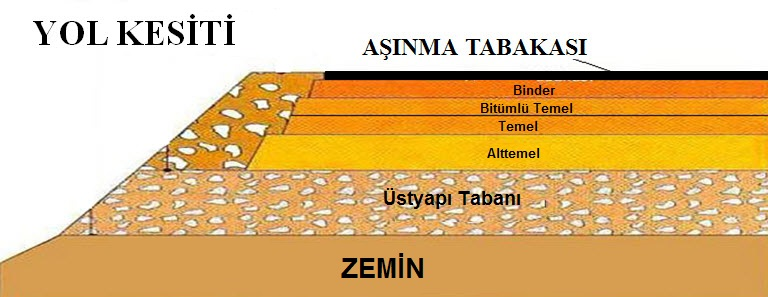 YOL KESİTİ
AŞINMA TABAKASI
Binder
Bitümlü Temel
Temel
Alttemel
Üstyapı Tabanı
ZEMİN